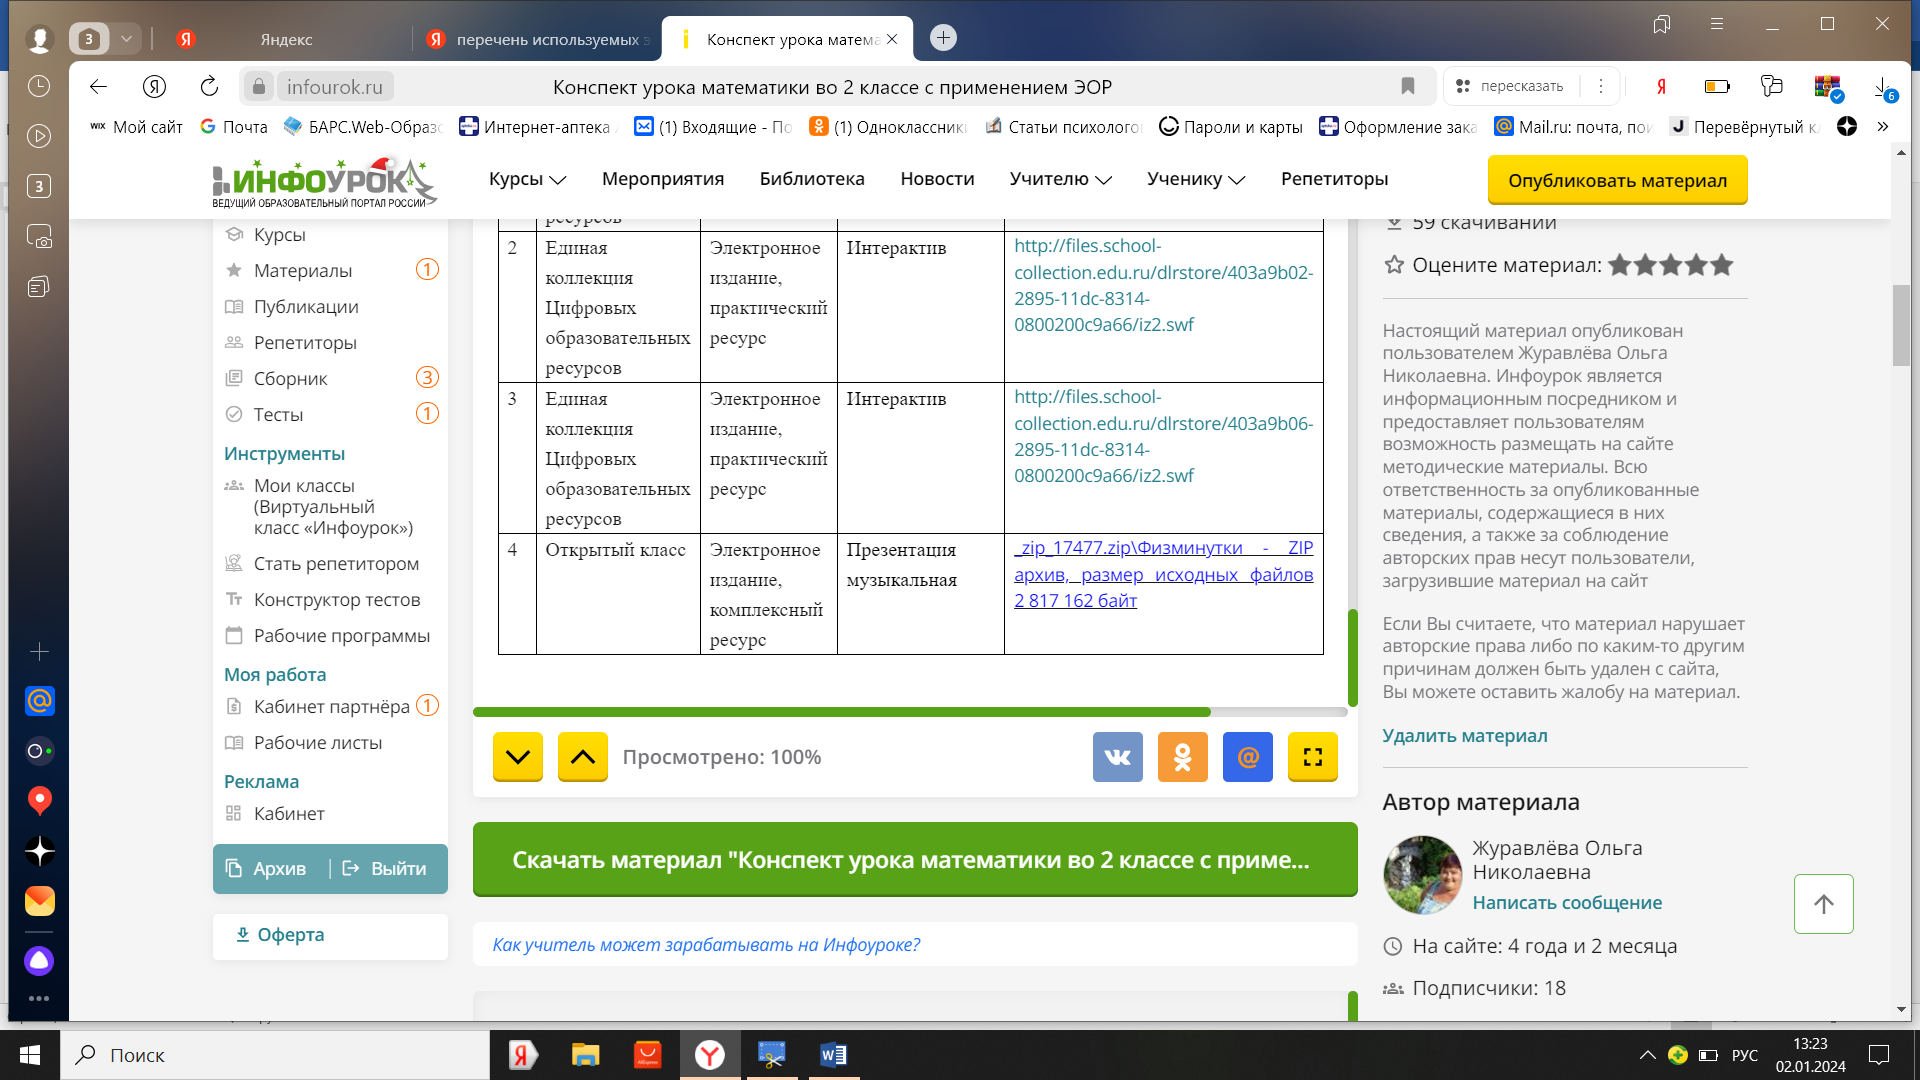 3
Яндекс
перечень используемых э
Конспект урока матема
infourok.ru
Конспект урока математики во 2 классе с применением ЭОР
пересказать
6
WIX Мой сайт
Почта
БАРС.Web-Образо
Интернет-аптека
(1) Входящие - По
(1) Одноклассник
Статьи психолого
Пароли и карты
Оформление зака
Mail.ru: почта, пои
Перевёрнутый к
3
ИНФОУРОК
ВЕДУЩИЙ ОБРАЗОВАТЕЛЬНЫЙ ПОРТАЛ РОССИИ
Курсы
Мероприятия
Библиотека
Новости
Учителю
Ученику
Репетиторы
Опубликовать материал
Курсы
Материалы 1
Публикации
Репетиторы
Сборник 3
Тесты 1
Инструменты
Мои классы
(Виртуальный
класс «Инфоурок»)
Стать репетитором
Конструктор тестов
Рабочие программы
Моя работа
Кабинет партнёра 1
Рабочие листы
Реклама
Кабинет
Архив
Выйти
Оферта
ресурсов
2
Единая
коллекция
Цифровых
образовательных
ресурсов
Электронное
издание,
практический
ресурс
Интерактив
http://files.school-
collection.edu.ru/dlrstore/403a9b02-
2895-11dc-8314-
0800200c9a66/iz2.swf
3
Единая
коллекция
Цифровых
образовательных
ресурсов
Электронное
издание,
практический
ресурс
Интерактив
http://files.school-
collection.edu.ru/dlrstore/403a9b06-
2895-11dc-8314-
0800200c9a66/iz2.swf
4
Открытый класс
Электронное
издание,
комплексный
ресурс
Презентация
музыкальная
_zip_17477.zip\Физминутки - ZIP
архив, размер исходных файлов
2 817 162 байт
Просмотрено: 100%
Скачать материал "Конспект урока математики во 2 классе с приме...
Как учитель может зарабатывать на Инфоуроке?
59 скачиваний
Оцените материал:
Настоящий материал опубликован
пользователем Журавлёва Ольга
Николаевна. Инфоурок является
информационным посредником и
предоставляет пользователям
возможность размещать на сайте
методические материалы. Всю
ответственность за опубликованные
материалы, содержащиеся в них
сведения, а также за соблюдение
авторских прав несут пользователи,
загрузившие материал на сайт
Если Вы считаете, что материал нарушает
авторские права либо по каким-то другим
причинам должен быть удален с сайта,
Вы можете оставить жалобу на материал.
Удалить материал
Автор материала
Журавлёва Ольга
Николаевна
Написать сообщение
На сайте: 4 года и 2 месяца
Подписчики: 18
Поиск
РУС
13:23
02.01.2024